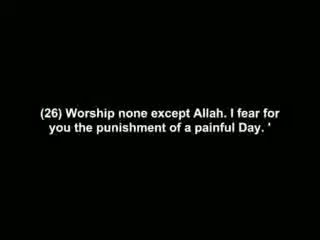 (26) Worship none except Allah. I fear for
you the punishment of a painful Day. '